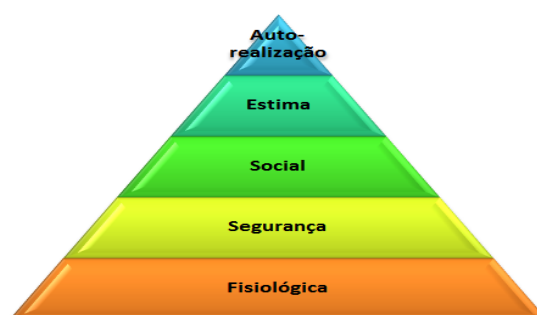 Auto-
realização
Estima
Social
Segurança
Fisiológica